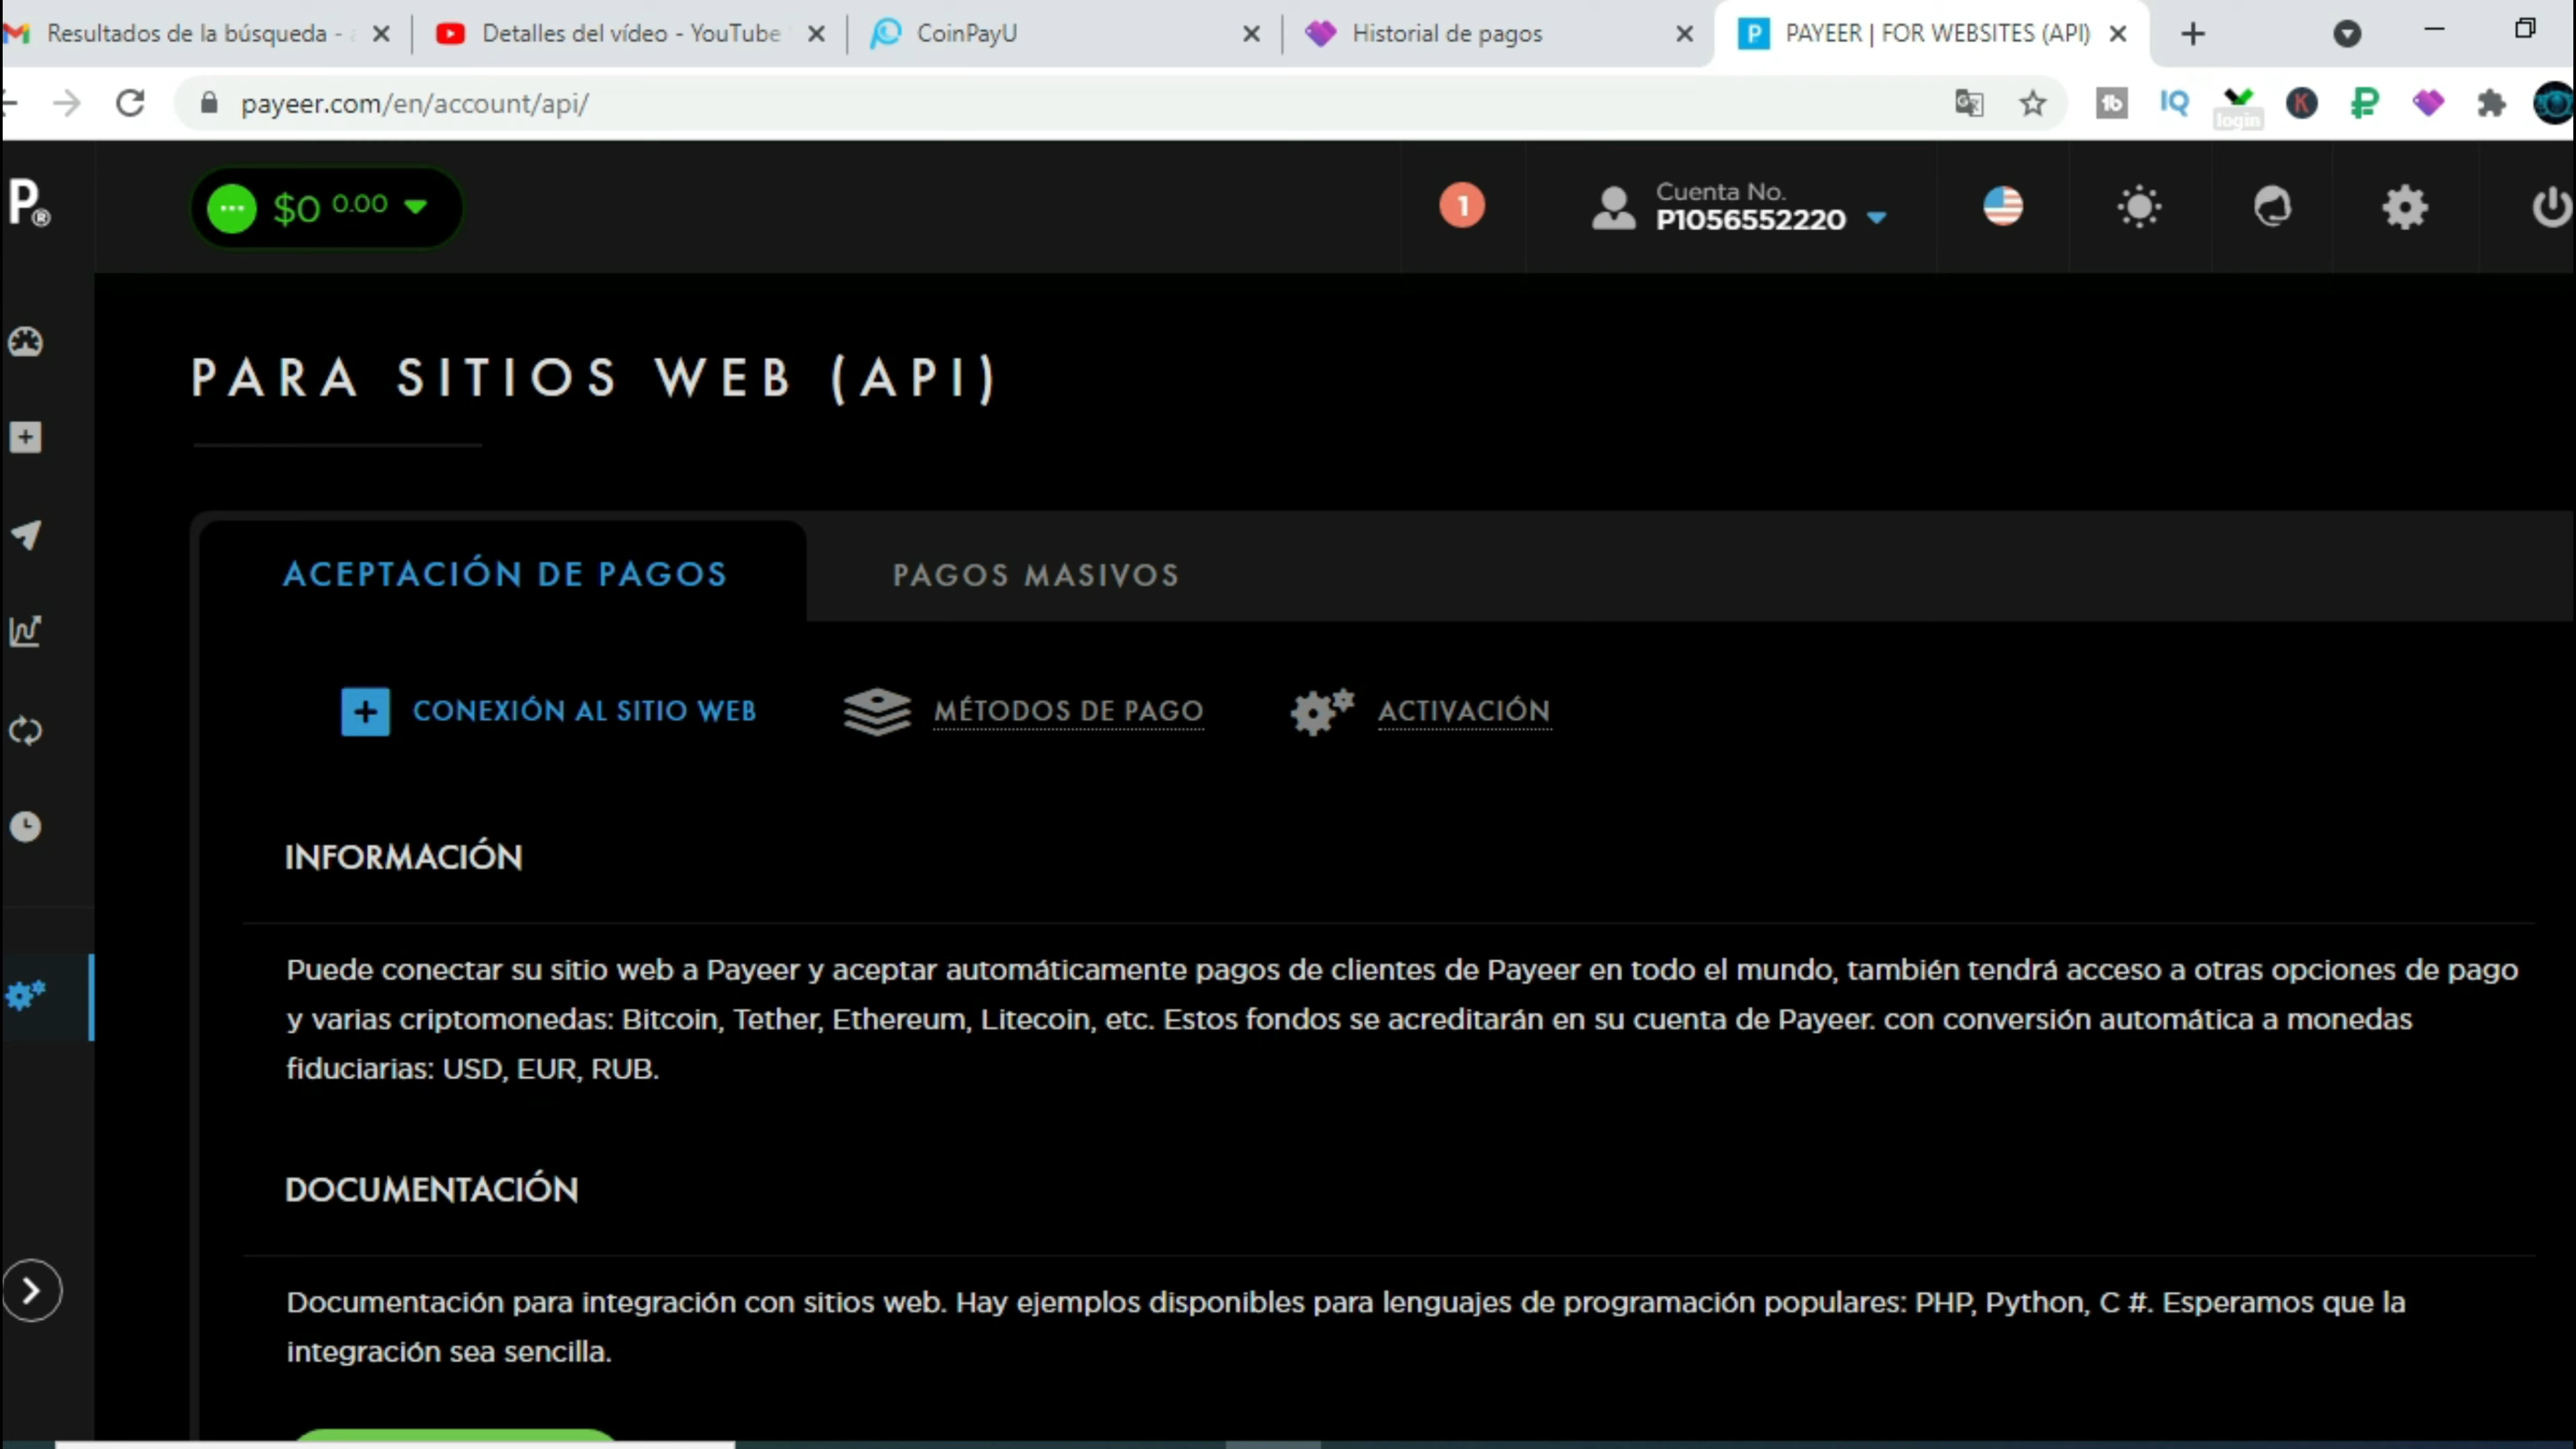 Resultados de la búsqueda -
Detalles del vídeo - YouTube
CoinPayU
Historial de pagos
PAYEER | FOR WEBSITES (API)
payeer.com/en/account/api/
login
$0 0.00
1
Cuenta No.
P1056552220
PARA SITIOS WEB (API)
ACEPTACIÓN DE PAGOS
PAGOS MASIVOS
CONEXIÓN AL SITIO WEB
MÉTODOS DE PAGO
ACTIVACIÓN
INFORMACIÓN
Puede conectar su sitio web a Payeer y aceptar automáticamente pagos de clientes de Payeer en todo el mundo, también tendrá acceso a otras opciones de pago
y varias criptomonedas: Bitcoin, Tether, Ethereum, Litecoin, etc. Estos fondos se acreditarán en su cuenta de Payeer. con conversión automática a monedas
fiduciarias: USD, EUR, RUB.
DOCUMENTACIÓN
Documentación para integración con sitios web. Hay ejemplos disponibles para lenguajes de programación populares: PHP, Python, C #. Esperamos que la
integración sea sencilla.